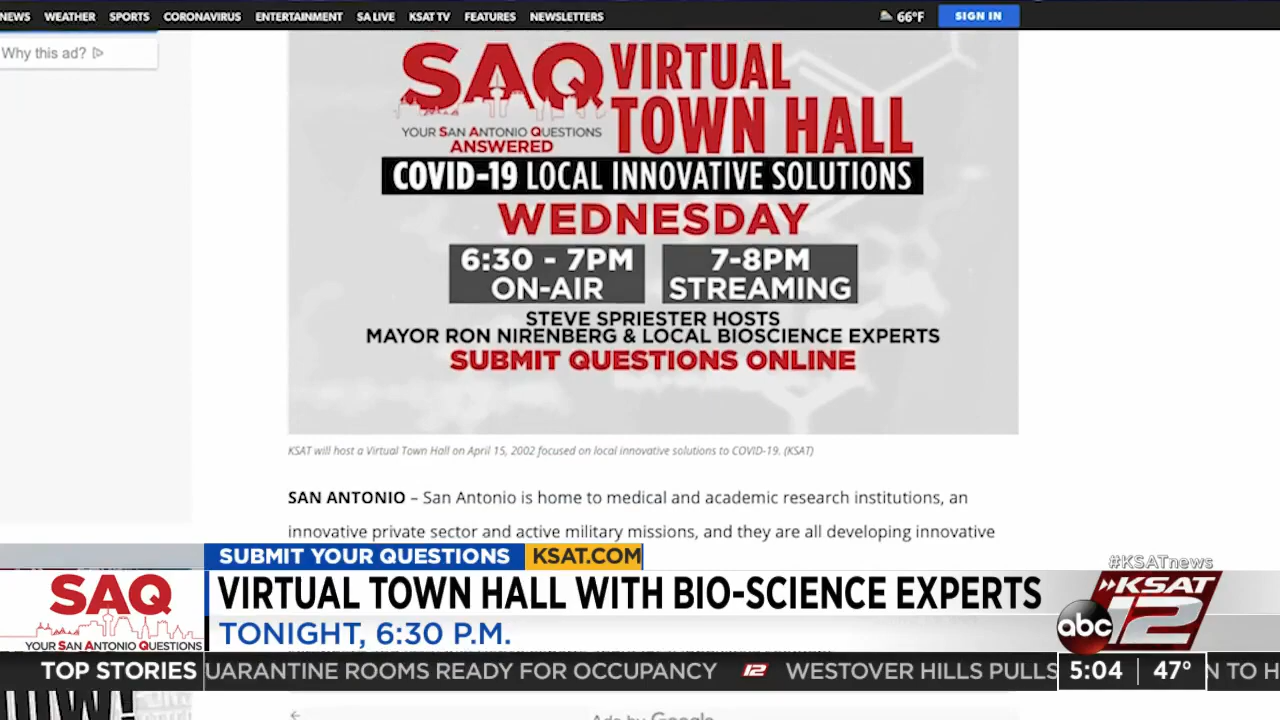 NEWS WEATHER SPORTS CORONAVIRUS ENTERTAINMENT SA LIVE KSAT TV FEATURES NEWSLETTERS 66°F SIGN IN
Why this ad?
SAQ VIRTUAL
TOWN HALL
YOUR SAN ANTONIO QUESTIONS
ANSWERED
COVID-19 LOCAL INNOVATIVE SOLUTIONS
WEDNESDAY
6:30 - 7PM 7-8PM
ON-AIR STREAMING
STEVE SPRIESTER HOSTS
MAYOR RON NIRENBERG & LOCAL BIOSCIENCE EXPERTS
SUBMIT QUESTIONS ONLINE
KSAT will host a Virtual Town Hall on April 15, 2002 focused on local innovative solutions to COVID-19. (KSAT)
SAN ANTONIO – San Antonio is home to medical and academic research institutions, an
innovative private sector and active military missions, and they are all developing innovative
SUBMIT YOUR QUESTIONS KSAT.COM
#KSATnews
SAQ
YOUR SAN ANTONIO QUESTIONS
VIRTUAL TOWN HALL WITH BIO-SCIENCE EXPERTS
TONIGHT, 6:30 P.M.
abc KSAT 12
TOP STORIES UARANTINE ROOMS READY FOR OCCUPANCY 12 WESTOVER HILLS PULLS 5:04 47° N TO H